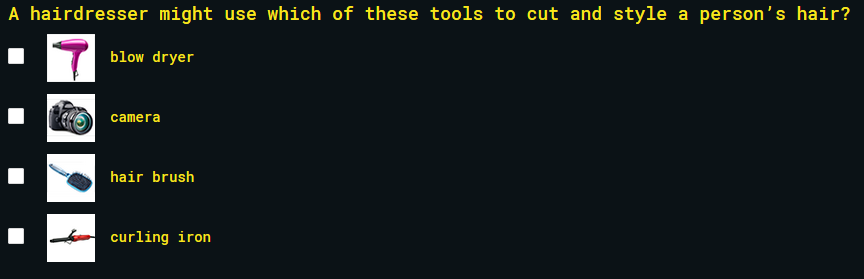 A hairdresser might use which of these tools to cut and style a person’s hair?
blow dryer
camera
hair brush
curling iron